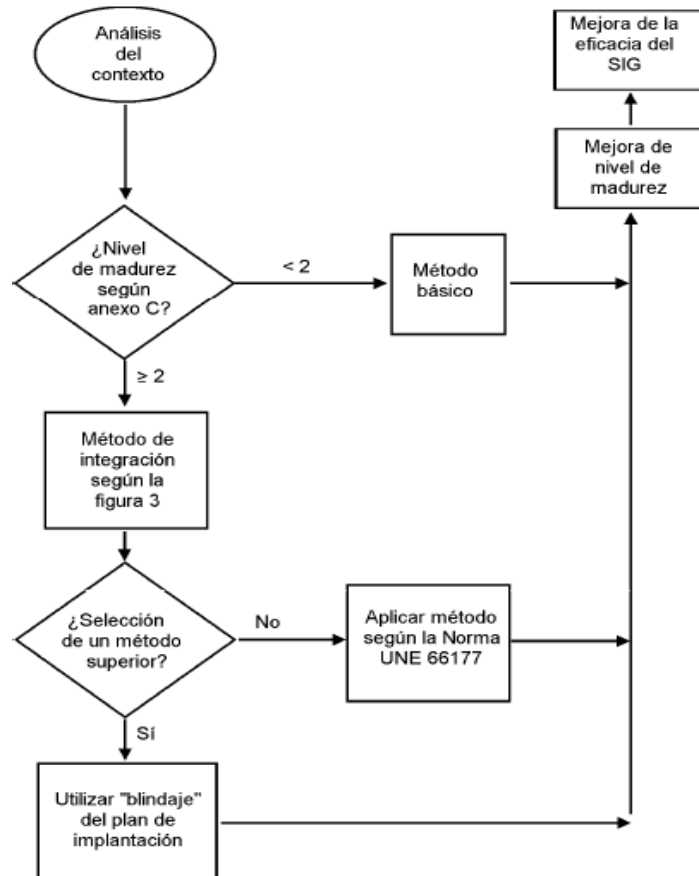 Análisis
del
contexto
Mejora de la
eficacia del
SIG
Mejora de
nivel de
madurez
¿Nivel
de madurez
según
anexo C?
< 2
Método
básico
≥ 2
Método de
integración
según la
figura 3
¿Selección
de un método
superior?
No
Aplicar método
según la Norma
UNE 66177
Sí
Utilizar "blindaje"
del plan de
implantación